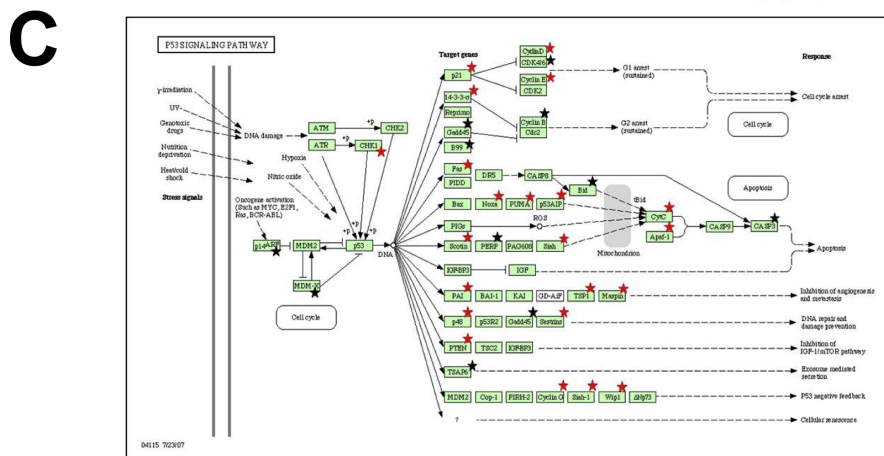 C
P53 SIGNALING PATHWAY
Target genes
Response
Stress signals
γ-irradiation
UV
Genotoxic
drugs
Nutrition
deprivation
Heat/cold
shock
DNA damage
Hypoxia
Nitric oxide
Oncogene activation
(Such as MYC, E2F1,
Ras, BCR-ABL)
ATM
+p
CHK2
ATR
+p
CHK1
+p
+p
+p
p14ARF
MDM2
p53
DNA
MDM-X
Cell cycle
p21
CyclinD
CDK4/6
Cyclin E
CDK2
G1 arrest
(sustained)
14-3-3-σ
Reprimo
Gadd45
B99
Cyclin B
Cdc2
G2 arrest
(sustained)
Cell cycle arrest
Cell cycle
Fas
PIDD
DR5
CASP8
Bid
tBid
Apoptosis
Bax
Noxa
PUMA
p53AIP
CytC
PIGs
ROS
Apaf-1
CASP9
CASP3
Scotin
PERP
PAG608
Siah
Mitochondrion
Apoptosis
IGF-BP3
IGF
PAI
BAI-1
KAI
GD-AiF
TSP1
Maspin
Inhibition of angiogenesis
and metastasis
p48
p53R2
Gadd45
Sestrins
DNA repair and
damage prevention
PTEN
TSC2
IGF-BP3
Inhibition of
IGF-1/mTOR pathway
TSAP6
Exosome mediated
secretion
MDM2
Cop-1
PIRH-2
Cyclin G
Siah-1
Wip1
ΔNp73
P53 negative feedback
?
Cellular senescence
04115 7/23/07